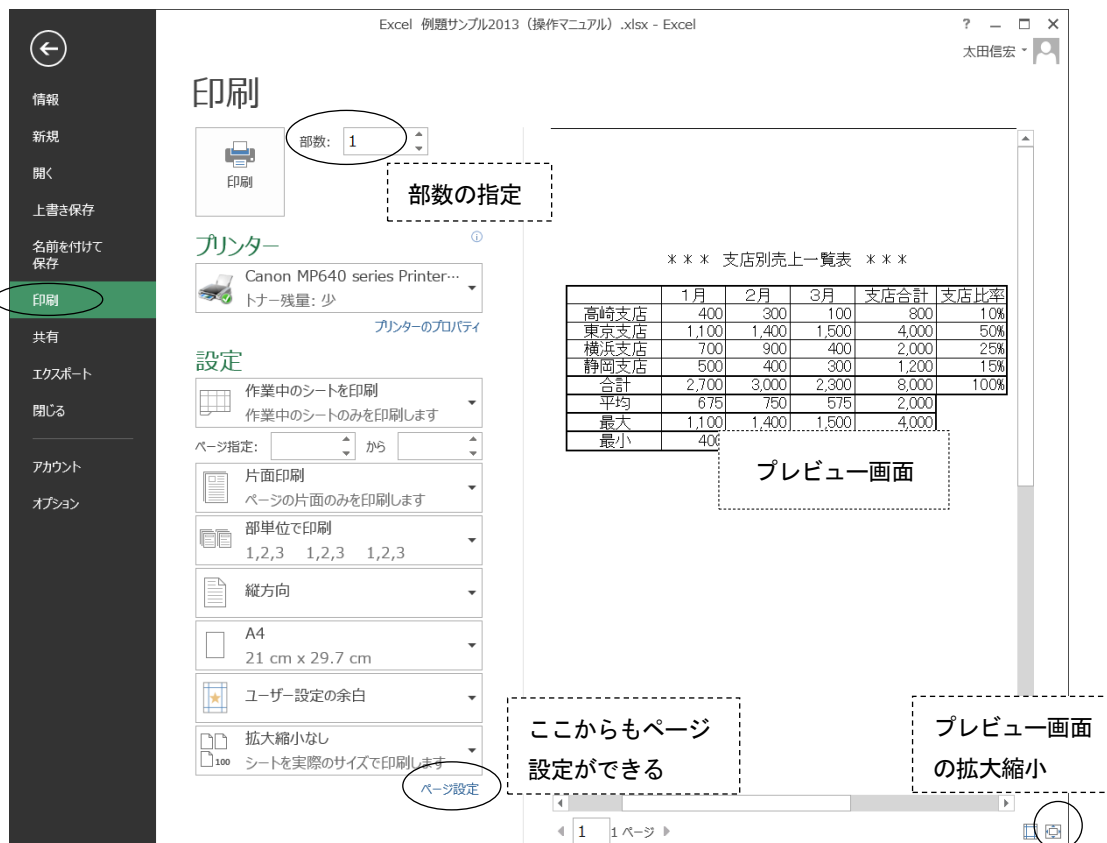 Excel 例題サンプル2013（操作マニュアル）.xlsx - Excel
?
太田信宏
情報
新規
開く
上書き保存
名前を付けて
保存
印刷
共有
エクスポート
閉じる
アカウント
オプション
印刷
印刷
部数: 1
部数の指定
プリンター
Canon MP640 series Printer…
トナー残量: 少
プリンターのプロパティ
設定
作業中のシートを印刷
作業中のシートのみを印刷します
ページ指定: から
片面印刷
ページの片面のみを印刷します
部単位で印刷
1,2,3 1,2,3 1,2,3
縦方向
A4
21 cm x 29.7 cm
ユーザー設定の余白
拡大縮小なし
100 シートを実際のサイズで印刷します
ページ設定
ここからもページ
設定ができる
＊＊＊ 支店別売上一覧表 ＊＊＊
1月 2月 3月 支店合計 支店比率
高崎支店 400 300 100 800 10%
東京支店 1,100 1,400 1,500 4,000 50%
横浜支店 700 900 400 2,000 25%
静岡支店 500 400 300 1,200 15%
合計 2,700 3,000 2,300 8,000 100%
平均 675 750 575 2,000
最大 1,100 1,400 1,500 4,000
最小 400
プレビュー画面
プレビュー画面
の拡大縮小
1 1 ページ